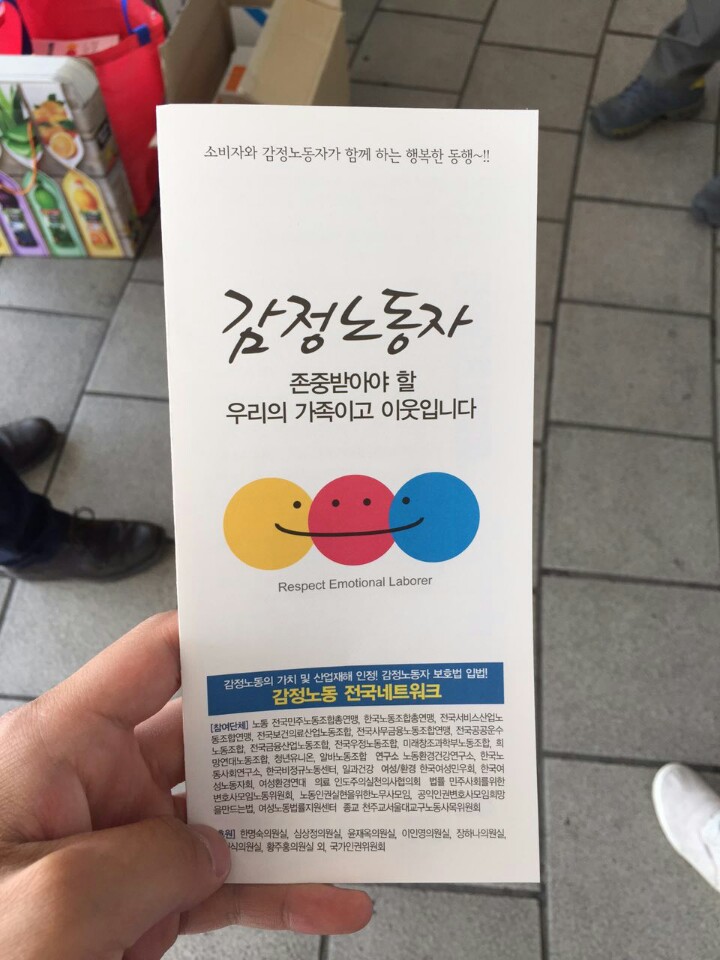 소비자와 감정노동자가 함께 하는 행복한 동행~!!
감정노동자
존중받아야 할
우리의 가족이고 이웃입니다
Respect Emotional Laborer
감정노동의 가치 및 산업재해 인정! 감정노동자 보호법 입법!
감정노동 전국네트워크
[참여단체] 노동 전국민주노동조합총연맹, 한국노동조합총연맹, 전국서비스산업노
동조합연맹, 전국보건의료산업노동조합, 전국사무금융노동조합연맹, 전국공공운수
노동조합, 전국금융산업노동조합, 전국우정노동조합, 미래창조과학부노동조합, 희
망연대노동조합, 청년유니온, 알바노동조합 연구소 노동환경건강연구소, 한국노
동사회연구소, 한국비정규노동센터, 일과건강 여성/환경 한국여성민우회, 한국여
성노동자회, 여성환경연대 의료 인도주의실천의사협의회 법률 민주사회를위한
변호사모임노동위원회, 노동인권실현을위한노무사모임, 공익인권변호사모임희망
을만드는법, 여성노동법률지원센터 종교 천주교서울대교구노동사목위원회
한명숙의원실, 심상정의원실, 윤재옥의원실, 이인영의원실, 장하나의원실,
의원실, 황주홍의원실 외, 국가인권위원회